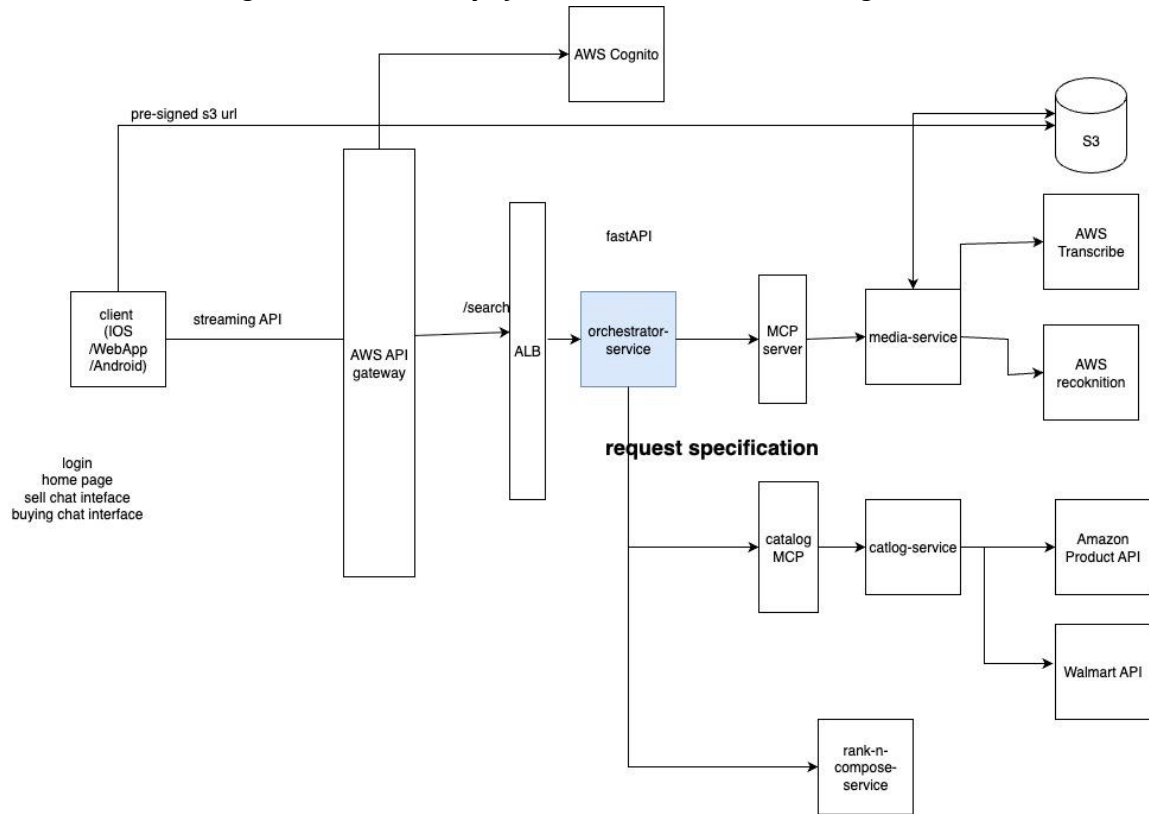 AWS Cognito
pre-signed s3 url
S3
fastAPI
AWS
Transcribe
client
(IOS
/WebApp
/Android)
streaming API
AWS API
gateway
/search
ALB
orchestrator-
service
MCP
server
media-service
AWS
recoknition
request specification
login
home page
sell chat inteface
buying chat interface
catalog
MCP
catlog-service
Amazon
Product API
Walmart API
rank-n-
compose-
service